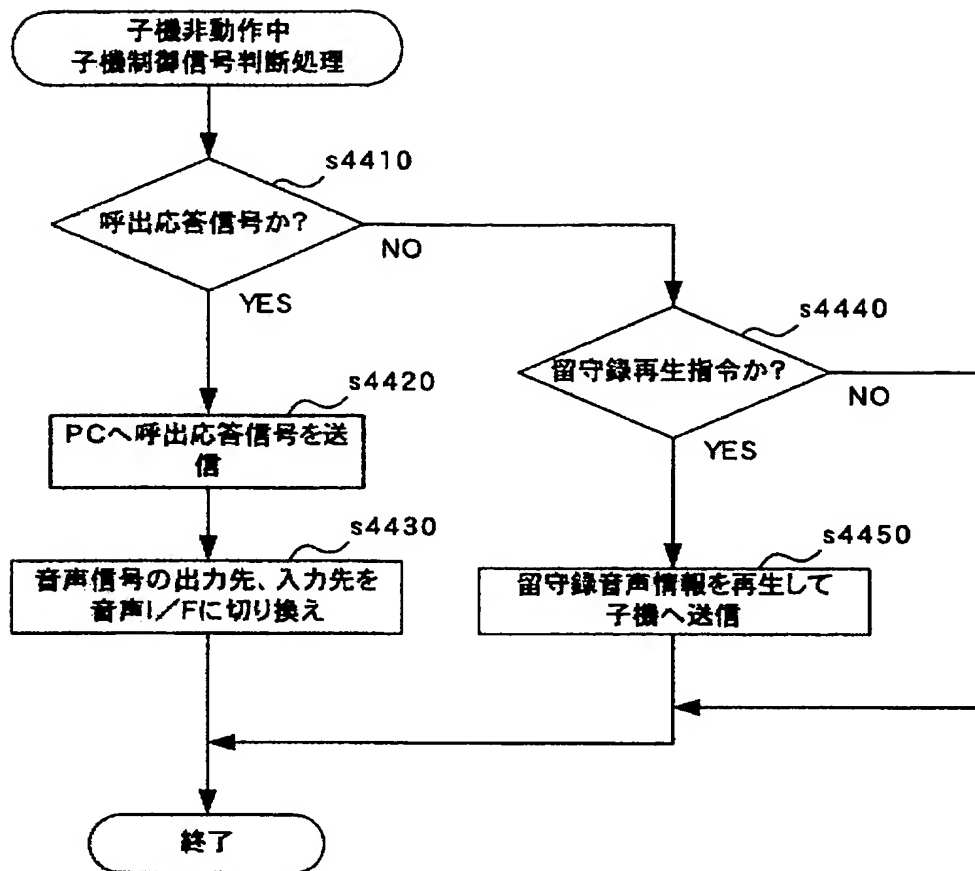 子機非動作中
子機制御信号判断処理
s4410
呼出応答信号か?
NO
YES
s4440
留守録再生指令か?
NO
YES
s4420
PCへ呼出応答信号を送
信
s4430
音声信号の出力先、入力先を
音声I/Fに切り換え
s4450
留守録音声情報を再生して
子機へ送信
終了